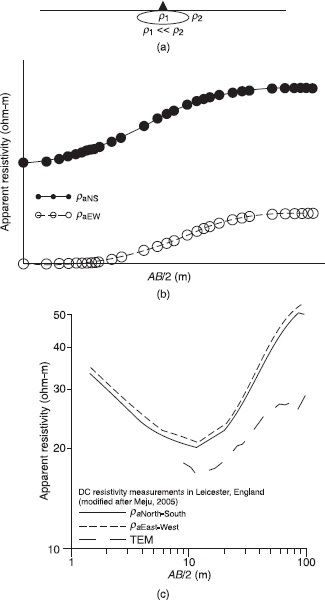 ρ1 ρ2
ρ1 << ρ2
(a)
Apparent resistivity (ohm-m)
ρaNS
ρaEW
AB/2 (m)
(b)
Apparent resistivity (ohm-m)
50
40
30
20
10
DC resistivity measurements in Leicester, England
(modified after Meju, 2005)
ρaNorth-South
ρaEast-West
TEM
1 10 100
AB/2 (m)
(c)